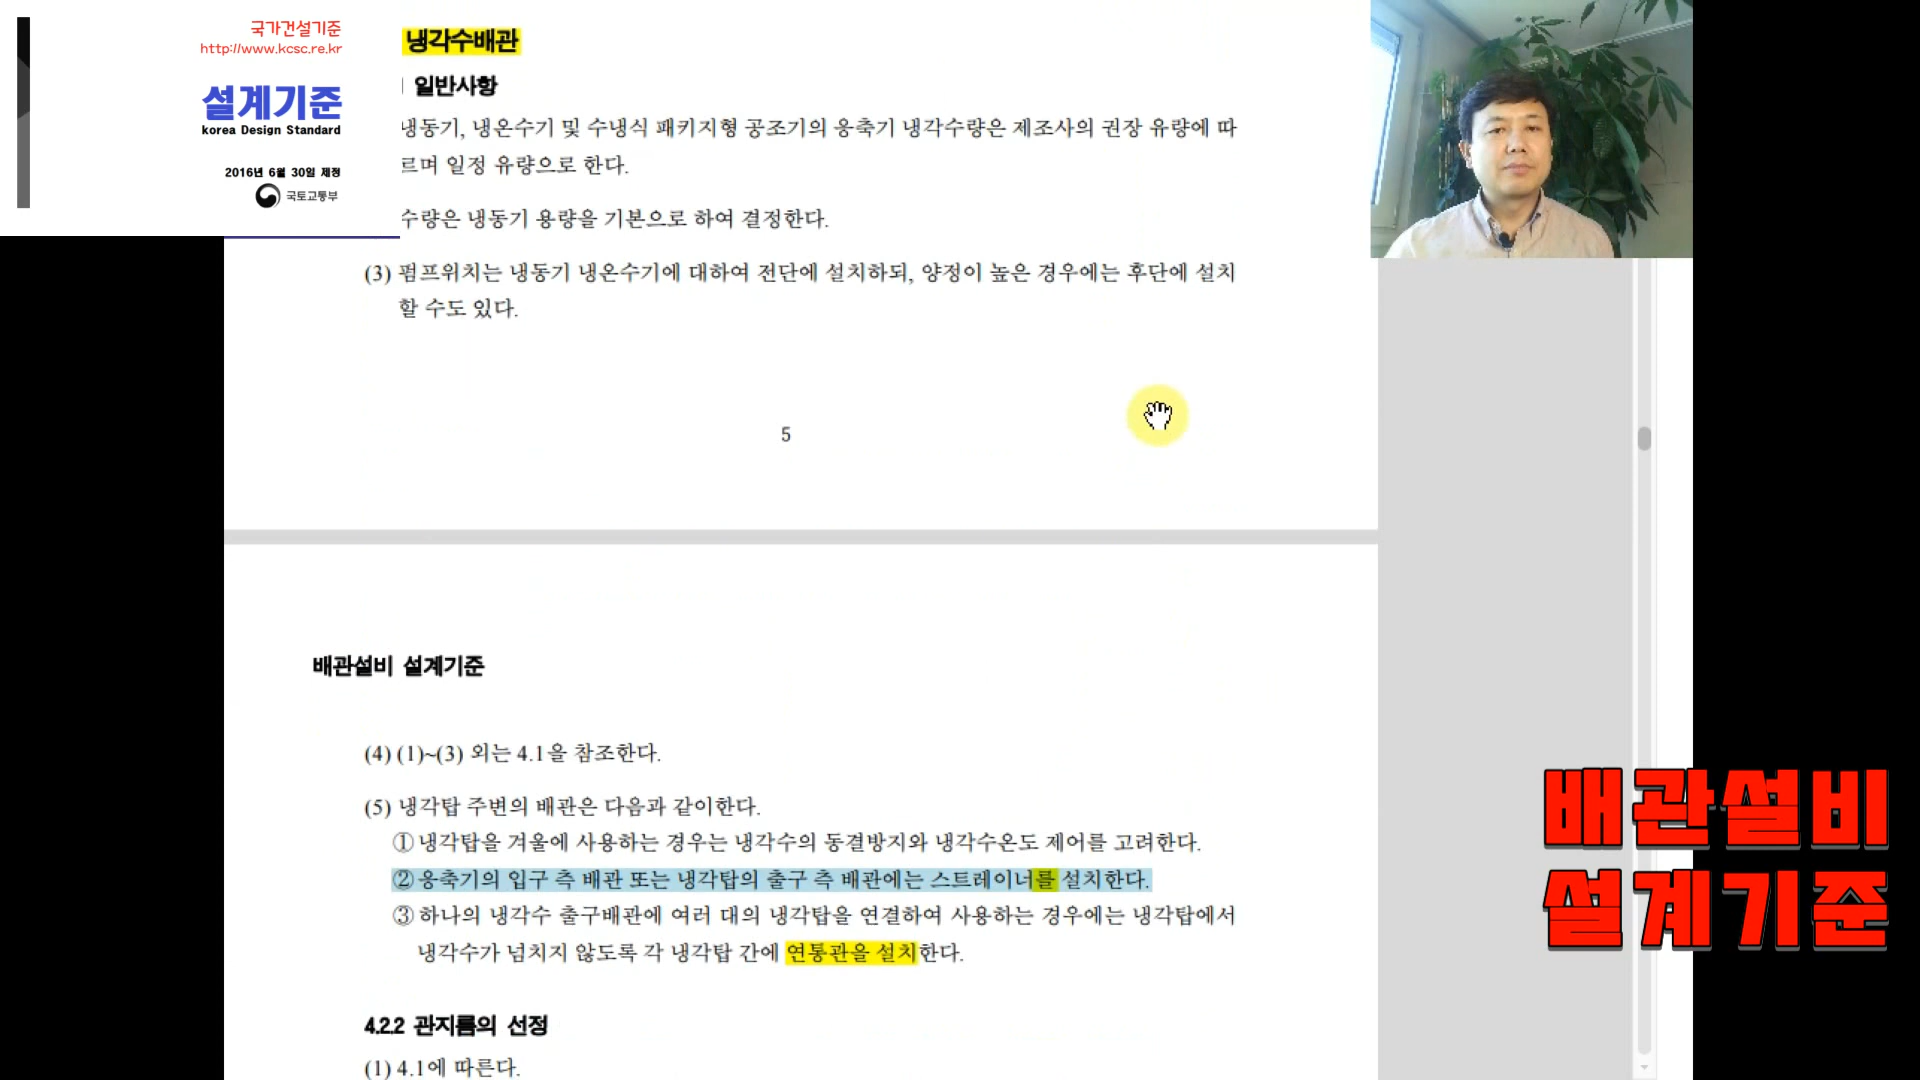 국가건설기준
http://www.kcsc.re.kr
설계기준
korea Design Standard
2016년 6월 30일 제정
국토교통부
냉각수배관
일반사항
냉동기, 냉온수기 및 수냉식 패키지형 공조기의 응축기 냉각수량은 제조사의 권장 유량에 따
르며 일정 유량으로 한다.
수량은 냉동기 용량을 기본으로 하여 결정한다.
(3) 펌프위치는 냉동기 냉온수기에 대하여 전단에 설치하되, 양정이 높은 경우에는 후단에 설치
할 수도 있다.
5
배관설비 설계기준
(4) (1)~(3) 외는 4.1을 참조한다.
(5) 냉각탑 주변의 배관은 다음과 같이한다.
① 냉각탑을 겨울에 사용하는 경우는 냉각수의 동결방지와 냉각수온도 제어를 고려한다.
② 응축기의 입구 측 배관 또는 냉각탑의 출구 측 배관에는 스트레이너를 설치한다.
③ 하나의 냉각수 출구배관에 여러 대의 냉각탑을 연결하여 사용하는 경우에는 냉각탑에서
냉각수가 넘치지 않도록 각 냉각탑 간에 연통관을 설치한다.
4.2.2 관지름의 선정
(1) 4.1에 따른다.
배관설비
설계기준